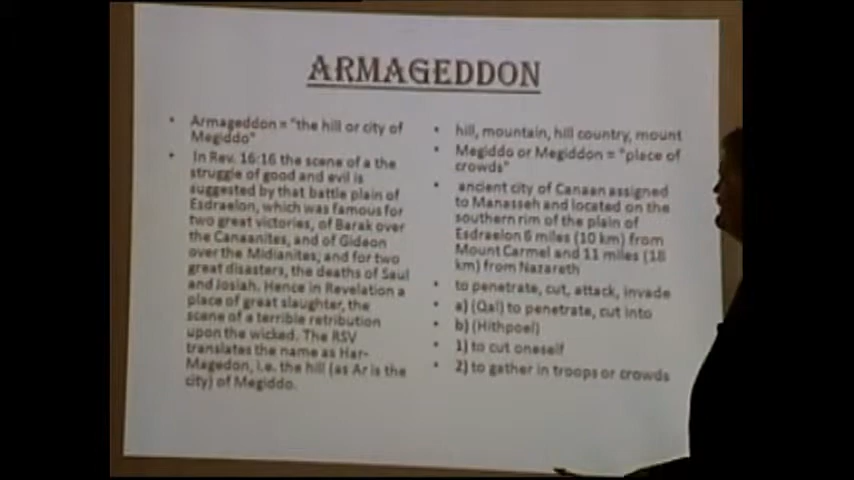 ARMAGEDDON
• Armageddon = "the hill or city of
Megiddo"
• In Rev. 16:16 the scene of a the
struggle of good and evil is
suggested by that battle plain of
Esdraelon, which was famous for
two great victories, of Barak over
the Canaanites, and of Gideon
over the Midianites; and for two
great disasters, the deaths of Saul
and Josiah. Hence in Revelation a
place of great slaughter, the
scene of a terrible retribution
upon the wicked. The RSV
translates the name as Har-
Magedon, i.e. the hill (as Ar is the
city) of Megiddo.
• hill, mountain, hill country, mount
• Megiddo or Megiddon = "place of
crowds"
• ancient city of Canaan assigned
to Manasseh and located on the
southern rim of the plain of
Esdraelon 6 miles (10 km) from
Mount Carmel and 11 miles (18
km) from Nazareth
• to penetrate, cut, attack, invade
• a) (Qal) to penetrate, cut into
• b) (Hithpoel)
• 1) to cut oneself
• 2) to gather in troops or crowds